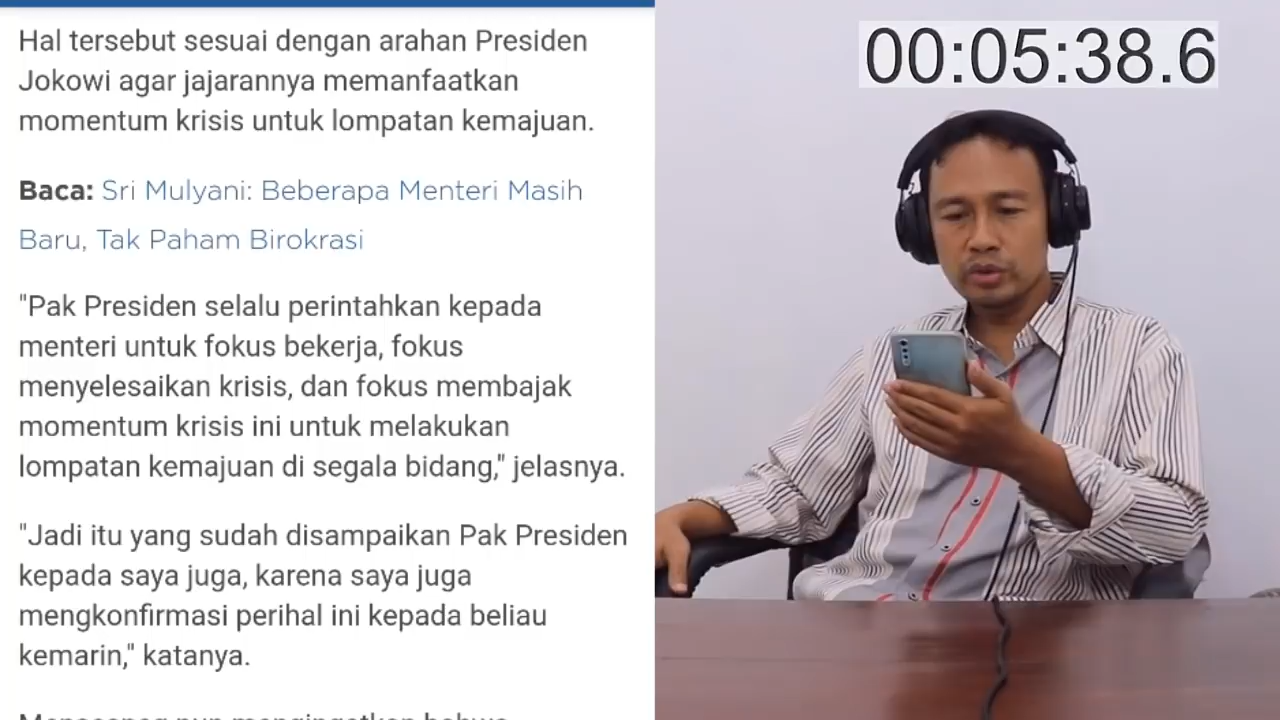 Hal tersebut sesuai dengan arahan Presiden
Jokowi agar jajarannya memanfaatkan
momentum krisis untuk lompatan kemajuan.
Baca: Sri Mulyani: Beberapa Menteri Masih
Baru, Tak Paham Birokrasi
"Pak Presiden selalu perintahkan kepada
menteri untuk fokus bekerja, fokus
menyelesaikan krisis, dan fokus membajak
momentum krisis ini untuk melakukan
lompatan kemajuan di segala bidang," jelasnya.
"Jadi itu yang sudah disampaikan Pak Presiden
kepada saya juga, karena saya juga
mengkonfirmasi perihal ini kepada beliau
kemarin," katanya.
00:05:38.6